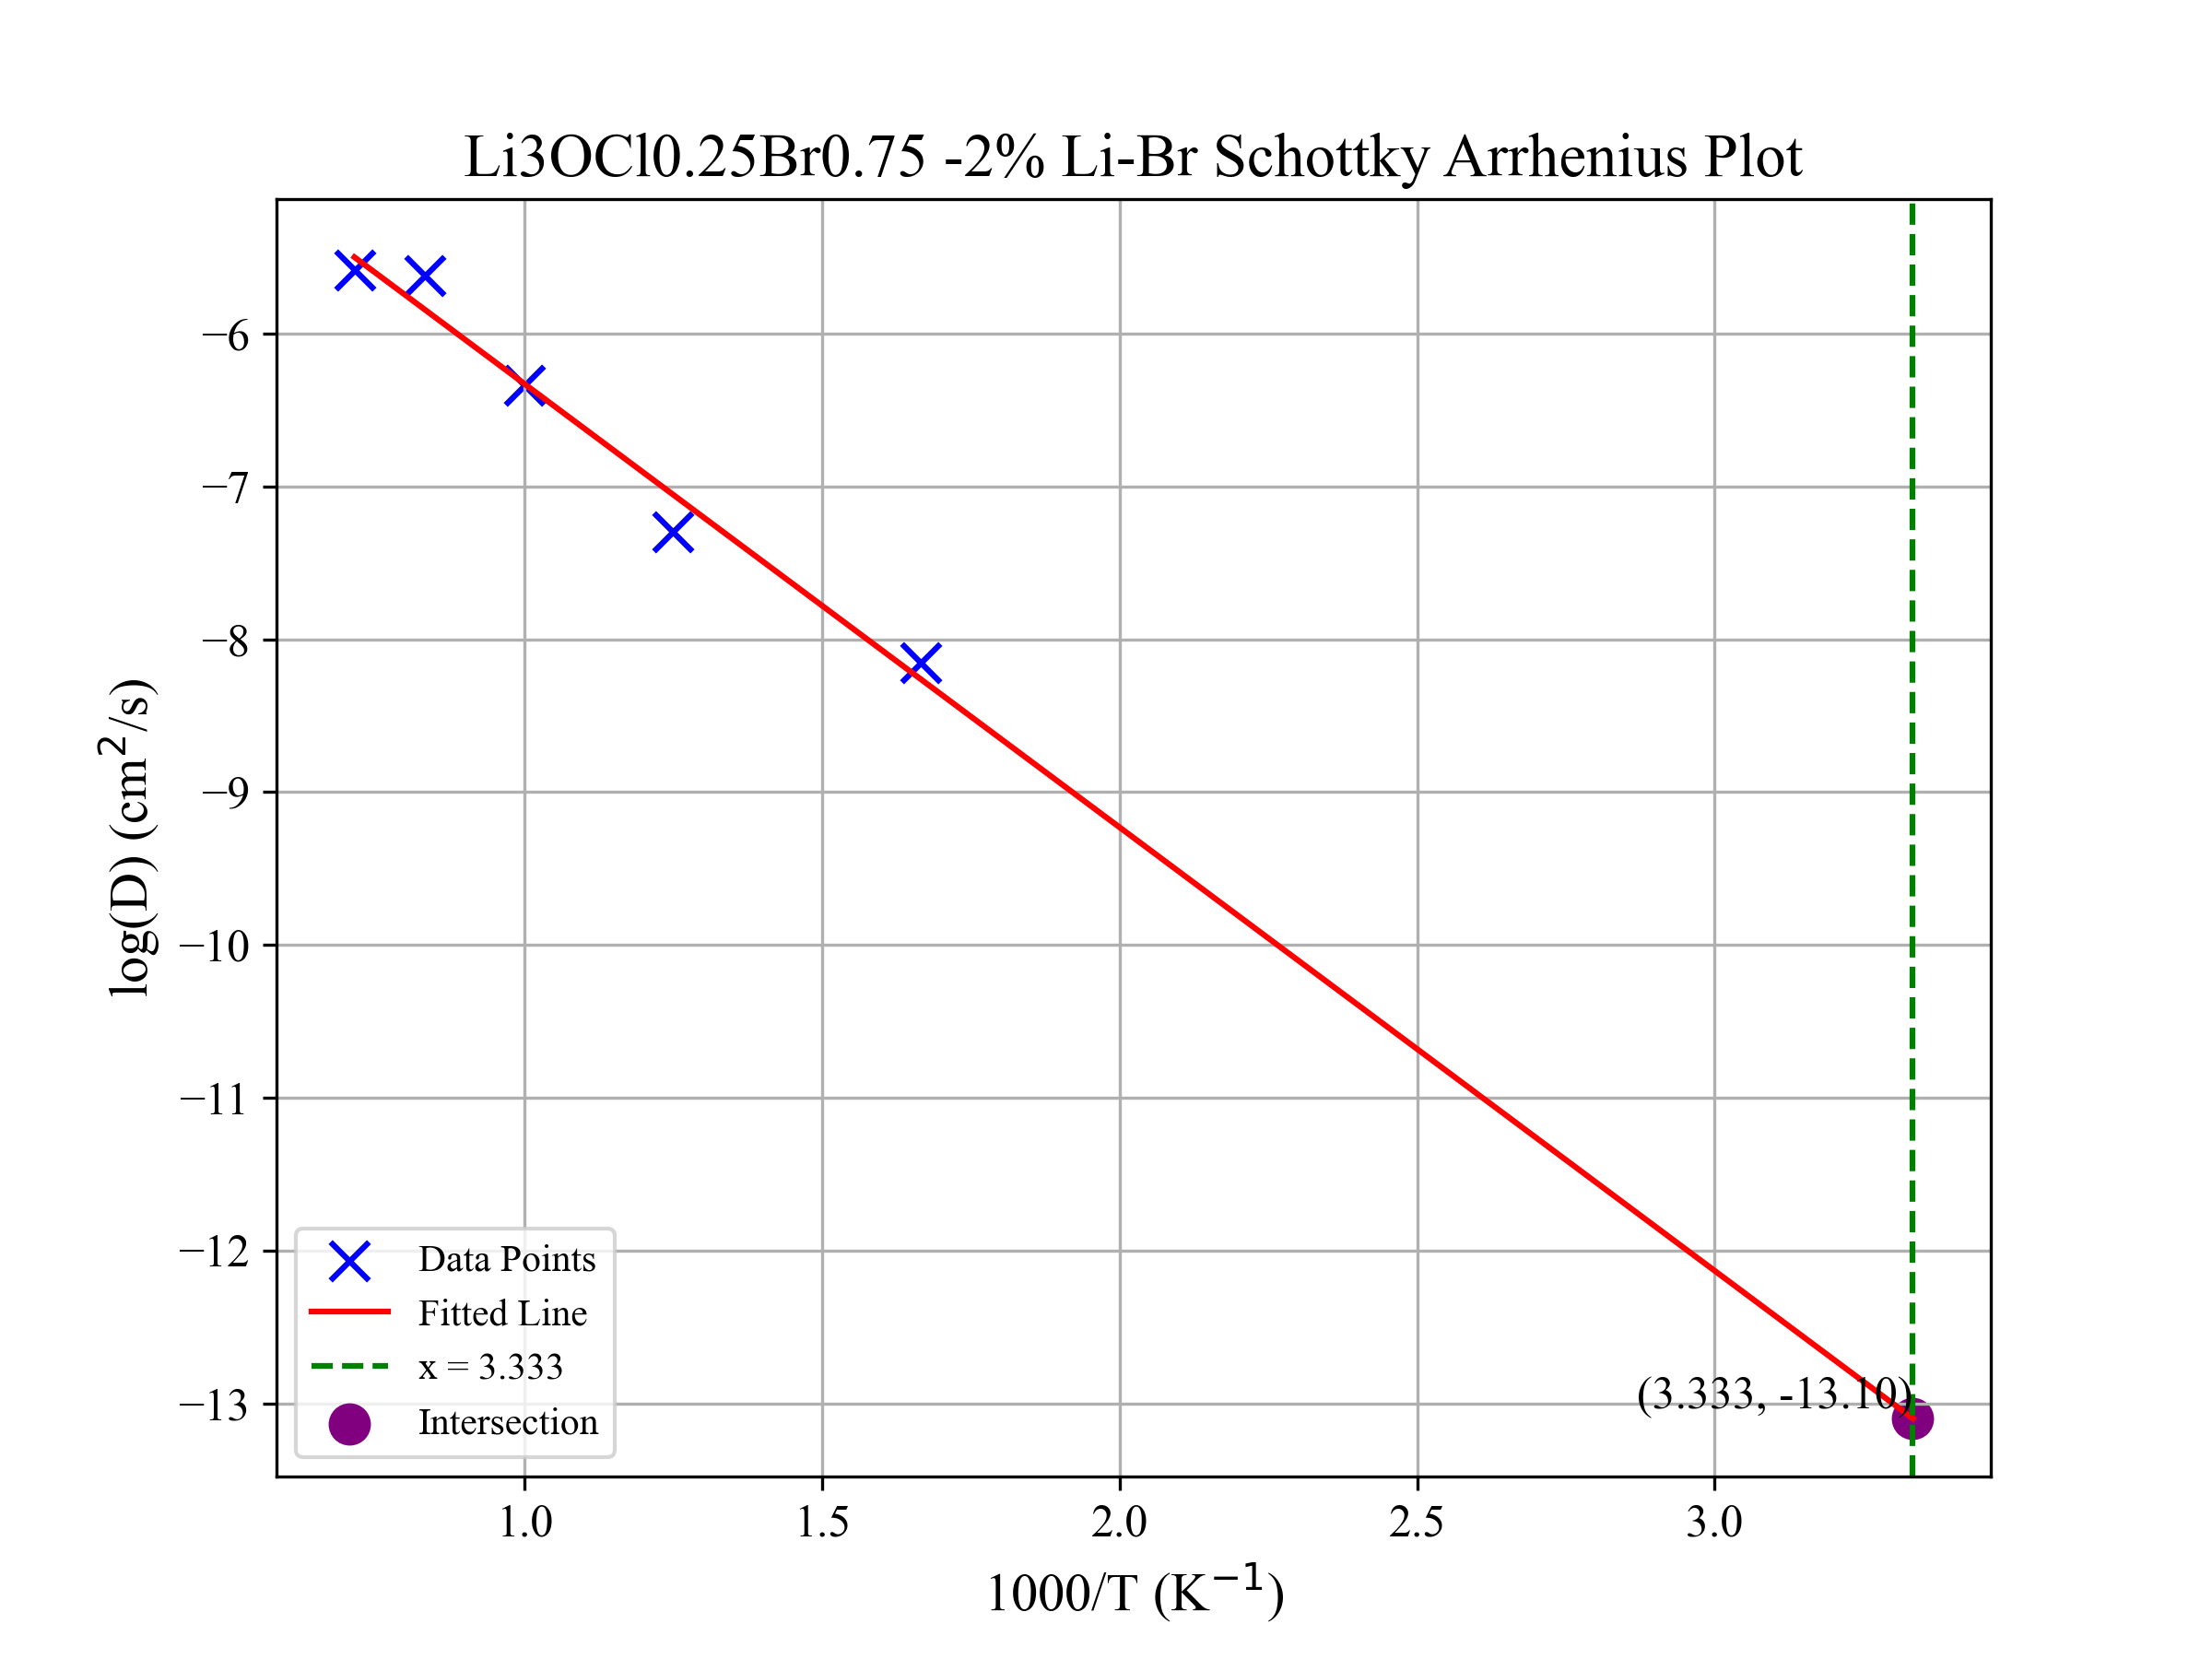 Li3OCl0.25Br0.75 -2% Li-Br Schottky Arrhenius Plot
log(D) (cm²/s)
−6
−7
−8
−9
−10
−11
−12
−13
(3.333, -13.10)
Data Points
Fitted Line
x = 3.333
Intersection
1.0 1.5 2.0 2.5 3.0
1000/T (K⁻¹)